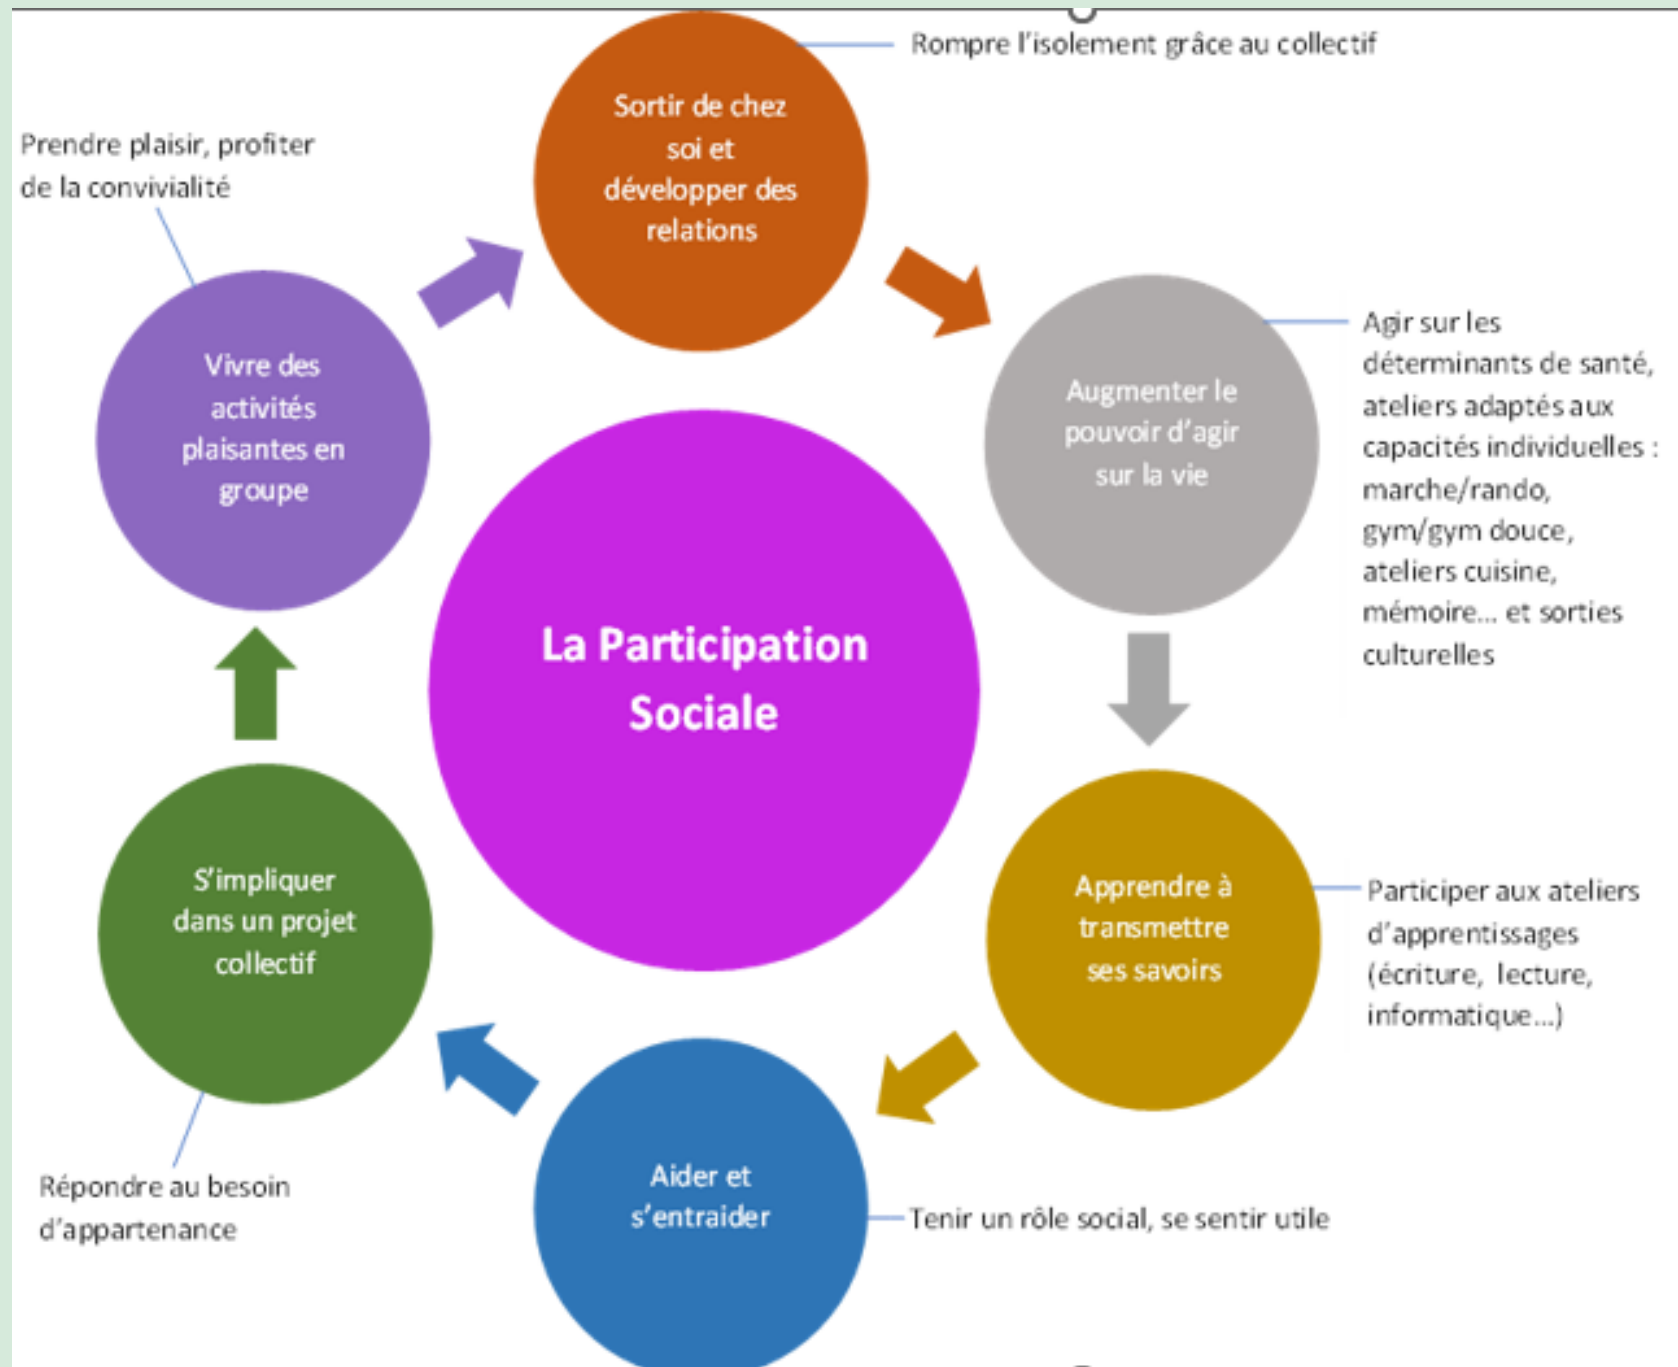 Rompre l'isolement grâce au collectif
Sortir de chez
soi et
développer des
relations
Prendre plaisir, profiter
de la convivialité
Vivre des
activités
plaisantes en
groupe
Augmenter le
pouvoir d'agir
sur la vie
Agir sur les
déterminants de santé,
ateliers adaptés aux
capacités individuelles :
marche/rando,
gym/gym douce,
ateliers cuisine,
mémoire... et sorties
culturelles
La Participation
Sociale
S'impliquer
dans un projet
collectif
Apprendre à
transmettre
ses savoirs
Participer aux ateliers
d'apprentissages
(écriture, lecture,
informatique...)
Répondre au besoin
d'appartenance
Aider et
s'entraider
Tenir un rôle social, se sentir utile